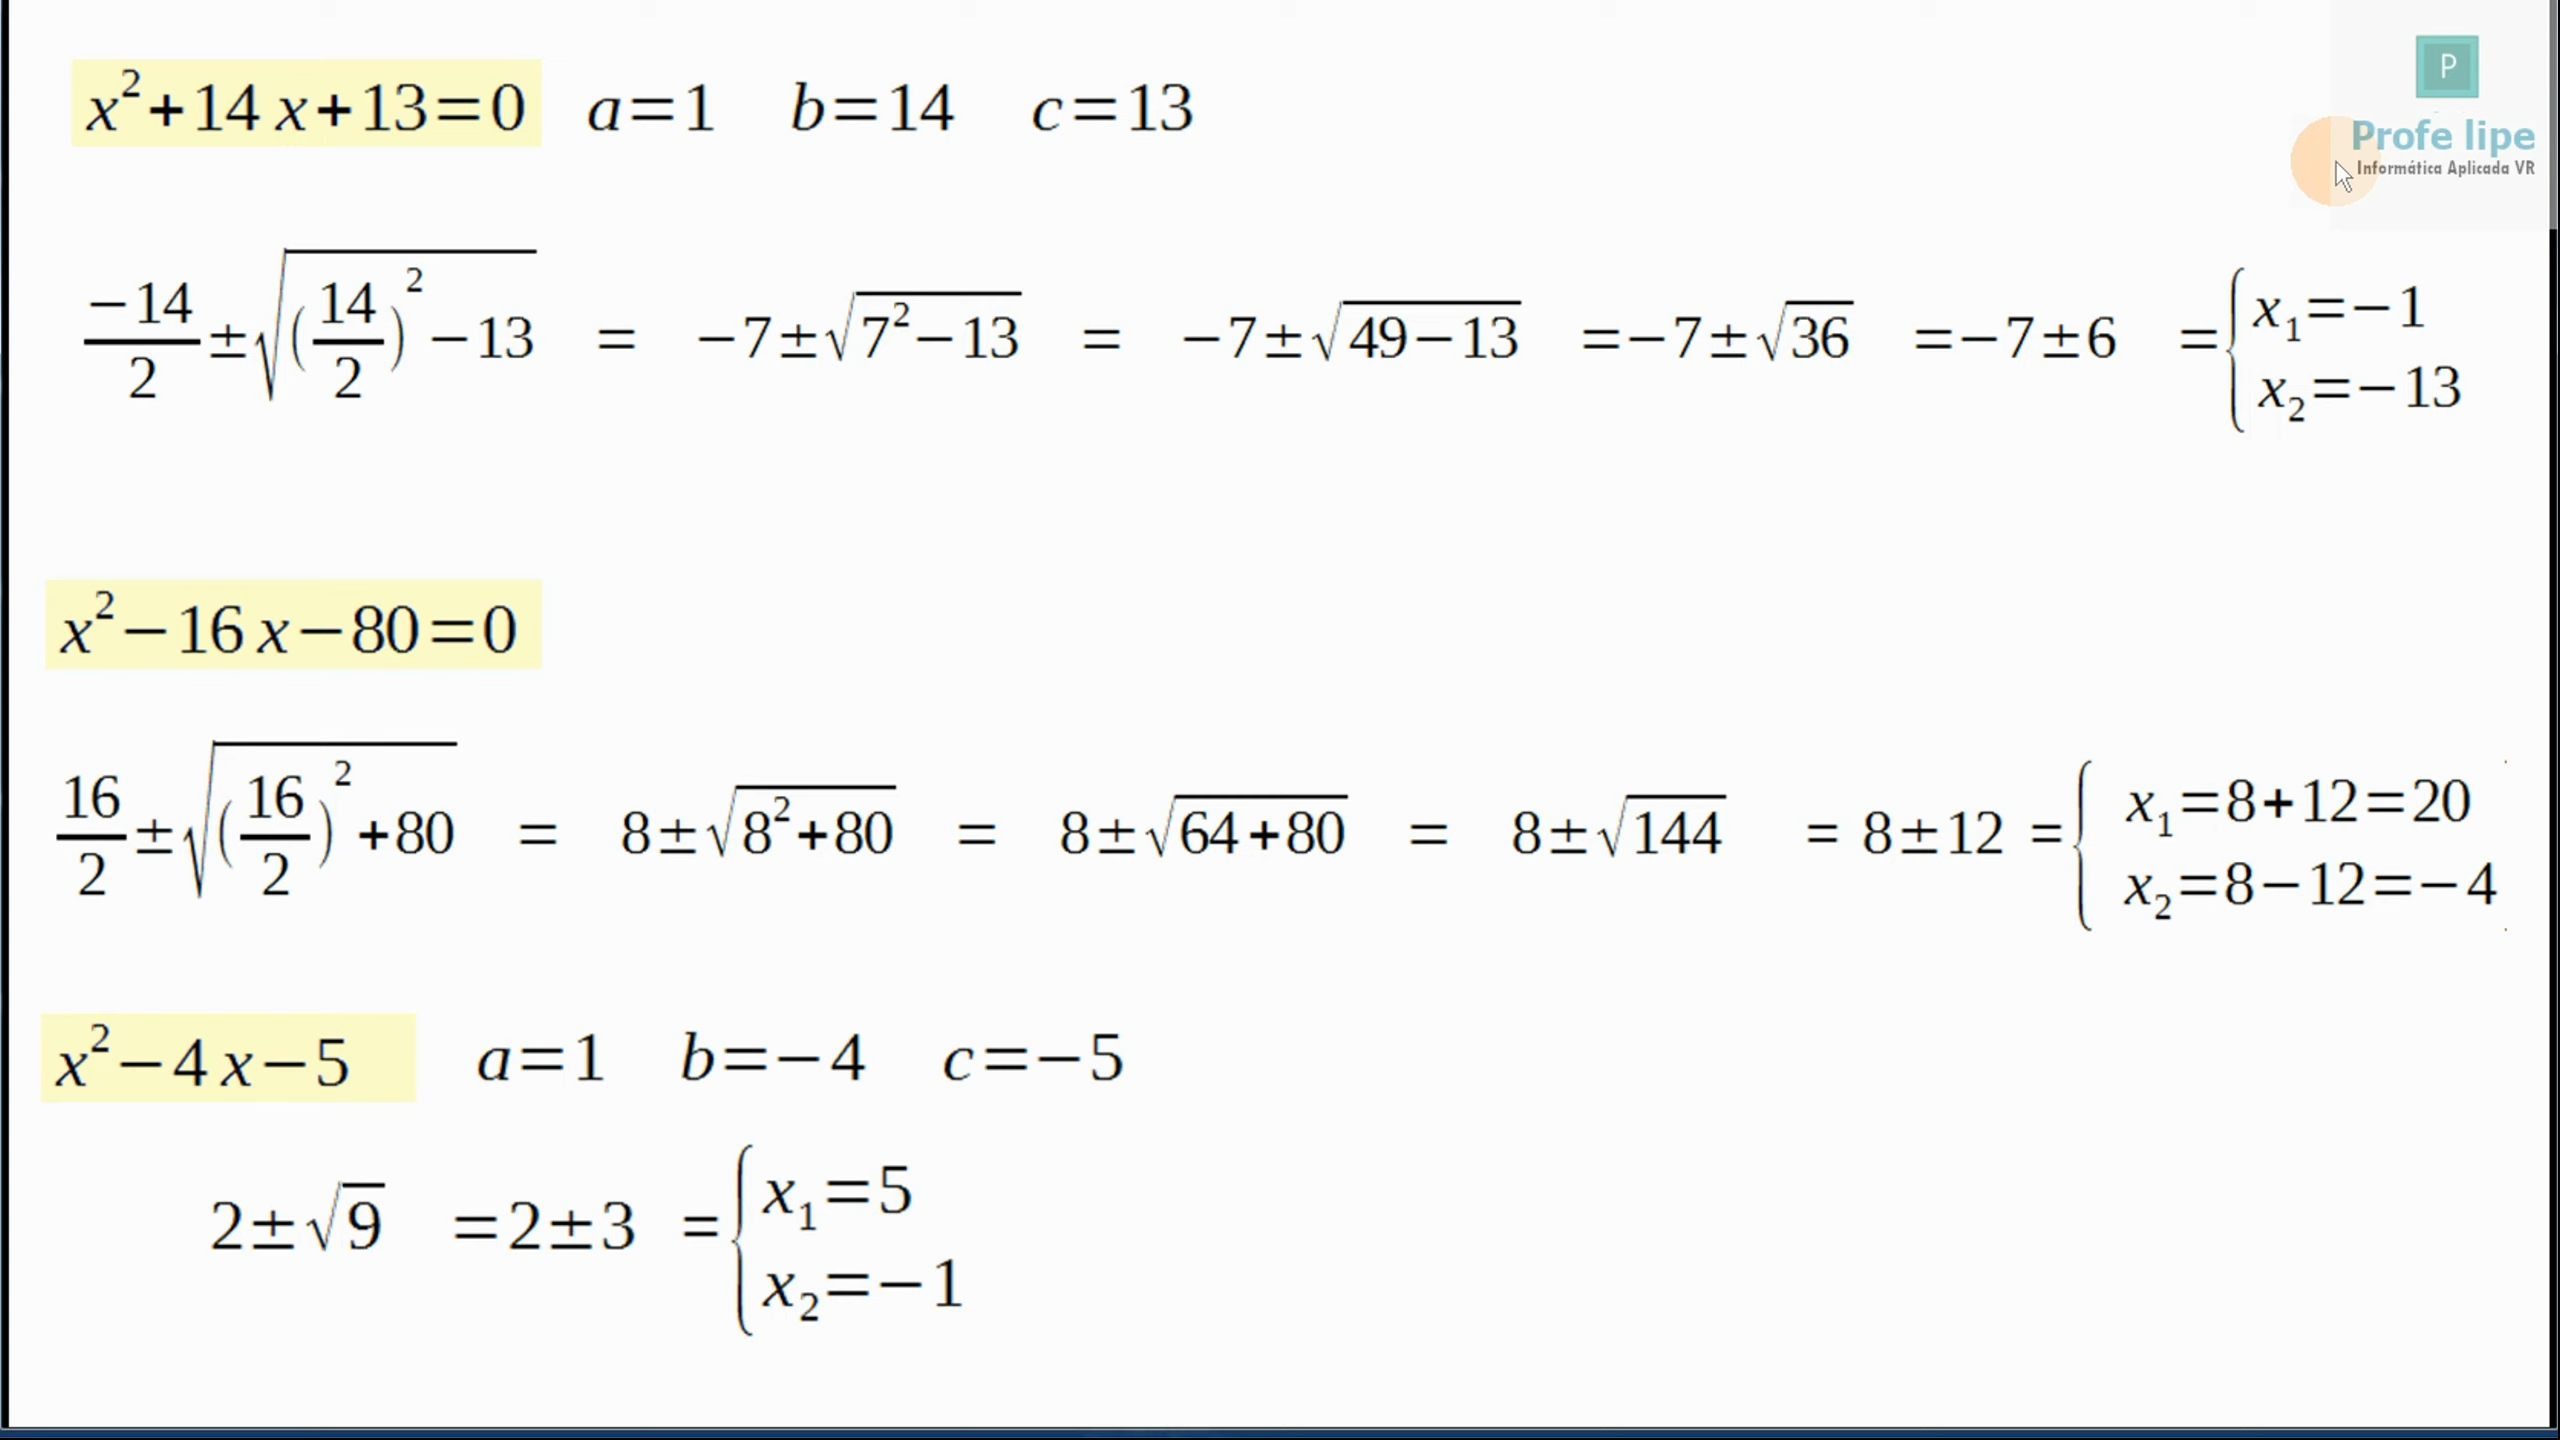 x²+14x+13=0 a=1 b=14 c=13
P
Profe lipe
Informática Aplicada VR
-14/2 ± √((14/2)² −13) = −7±√(7²−13) = −7±√(49−13) =−7±√36 =−7±6 = { x₁=−1
x₂=−13
x²−16x−80=0
16/2 ± √((16/2)² +80) = 8±√(8²+80) = 8±√(64+80) = 8±√144 = 8±12 = { x₁=8+12=20
x₂=8−12=−4
x²−4x−5 a=1 b=−4 c=−5
2±√9 =2±3 = { x₁=5
x₂=−1